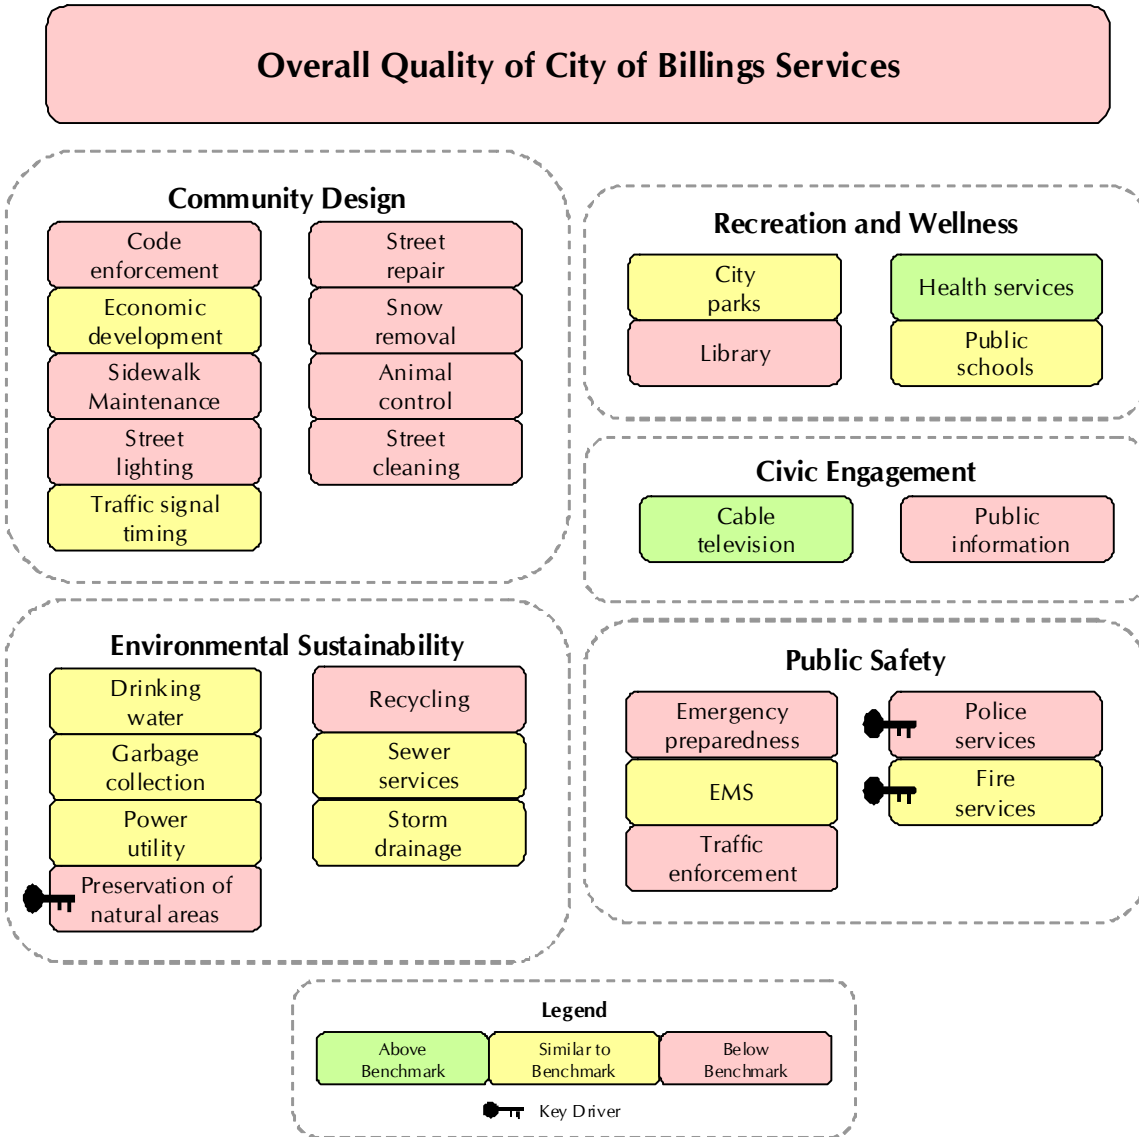 Overall Quality of City of Billings Services
Community Design
Code
enforcement
Economic
development
Sidewalk
Maintenance
Street
lighting
Traffic signal
timing
Street
repair
Snow
removal
Animal
control
Street
cleaning
Recreation and Wellness
City
parks
Library
Health services
Public
schools
Civic Engagement
Cable
television
Public
information
Environmental Sustainability
Drinking
water
Garbage
collection
Power
utility
Preservation of
natural areas
Recycling
Sewer
services
Storm
drainage
Public Safety
Emergency
preparedness
EMS
Traffic
enforcement
Police
services
Fire
services
Legend
Above
Benchmark
Similar to
Benchmark
Below
Benchmark
Key Driver